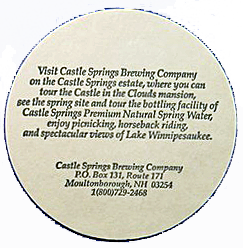 Visit Castle Springs Brewing Company
on the Castle Springs estate, where you can
tour the Castle in the Clouds mansion,
see the spring site and tour the bottling facility of
Castle Springs Premium Natural Spring Water,
enjoy picnicking, horseback riding,
and spectacular views of Lake Winnipesaukee.
Castle Springs Brewing Company
P.O. Box 131, Route 171
Moultonborough, NH 03254
1(800)729-2468